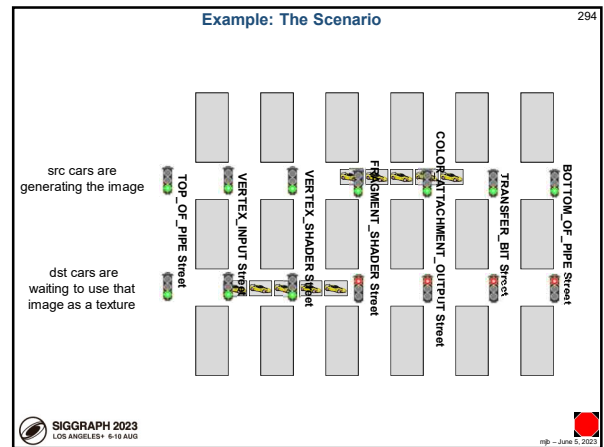 Example: The Scenario
294
src cars are
generating the image
TOP_OF_PIPE Street
VERTEX_INPUT Street
VERTEX_SHADER Street
FRAGMENT_SHADER Street
COLOR_ATTACHMENT_OUTPUT Street
TRANSFER_BIT Street
BOTTOM_OF_PIPE Street
dst cars are
waiting to use that
image as a texture
SIGGRAPH 2023
LOS ANGELES+ 6-10 AUG
mjb – June 5, 2023